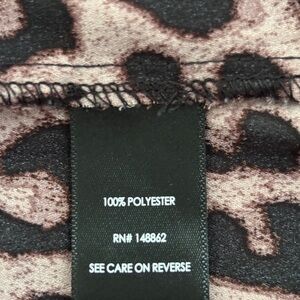 100% POLYESTER
RN# 148862
SEE CARE ON REVERSE